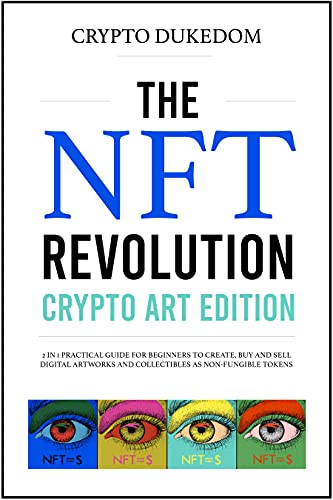 CRYPTO DUKEDOM
THE
NFT
REVOLUTION
CRYPTO ART EDITION
2 IN 1 PRACTICAL GUIDE FOR BEGINNERS TO CREATE, BUY AND SELL
DIGITAL ARTWORKS AND COLLECTIBLES AS NON-FUNGIBLE TOKENS
NFT=$ NFT=$ NFT=$ NFT=$